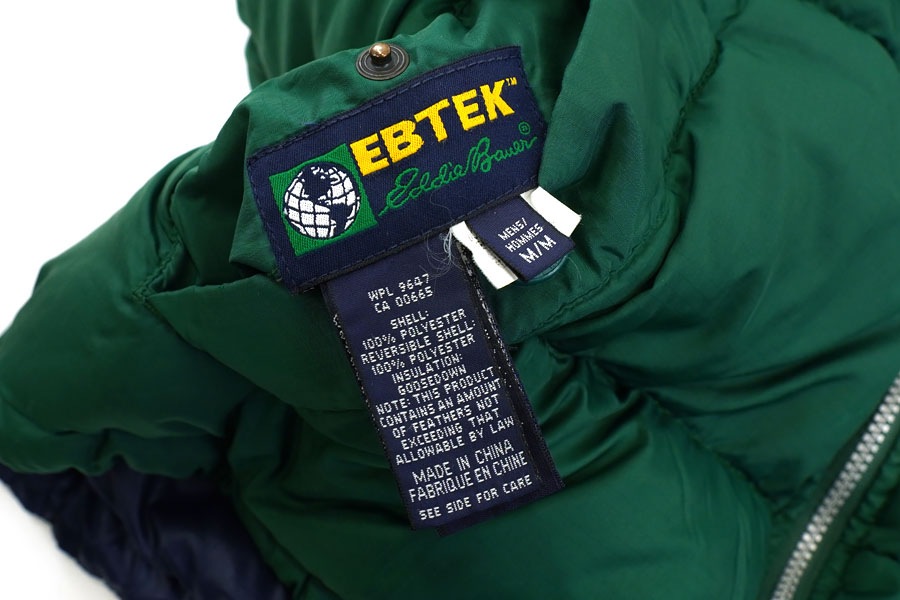 EBTEK™
Eddie Bauer®
MENS/
HOMMES
M/M
WPL 9647
CA 00665
SHELL:
100% POLYESTER
REVERSIBLE SHELL:
100% POLYESTER
INSULATION:
GOOSEDOWN
NOTE: THIS PRODUCT
CONTAINS AN AMOUNT
OF FEATHERS NOT
EXCEEDING THAT
ALLOWABLE BY LAW
MADE IN CHINA
FABRIQUE EN CHINE
SEE SIDE FOR CARE